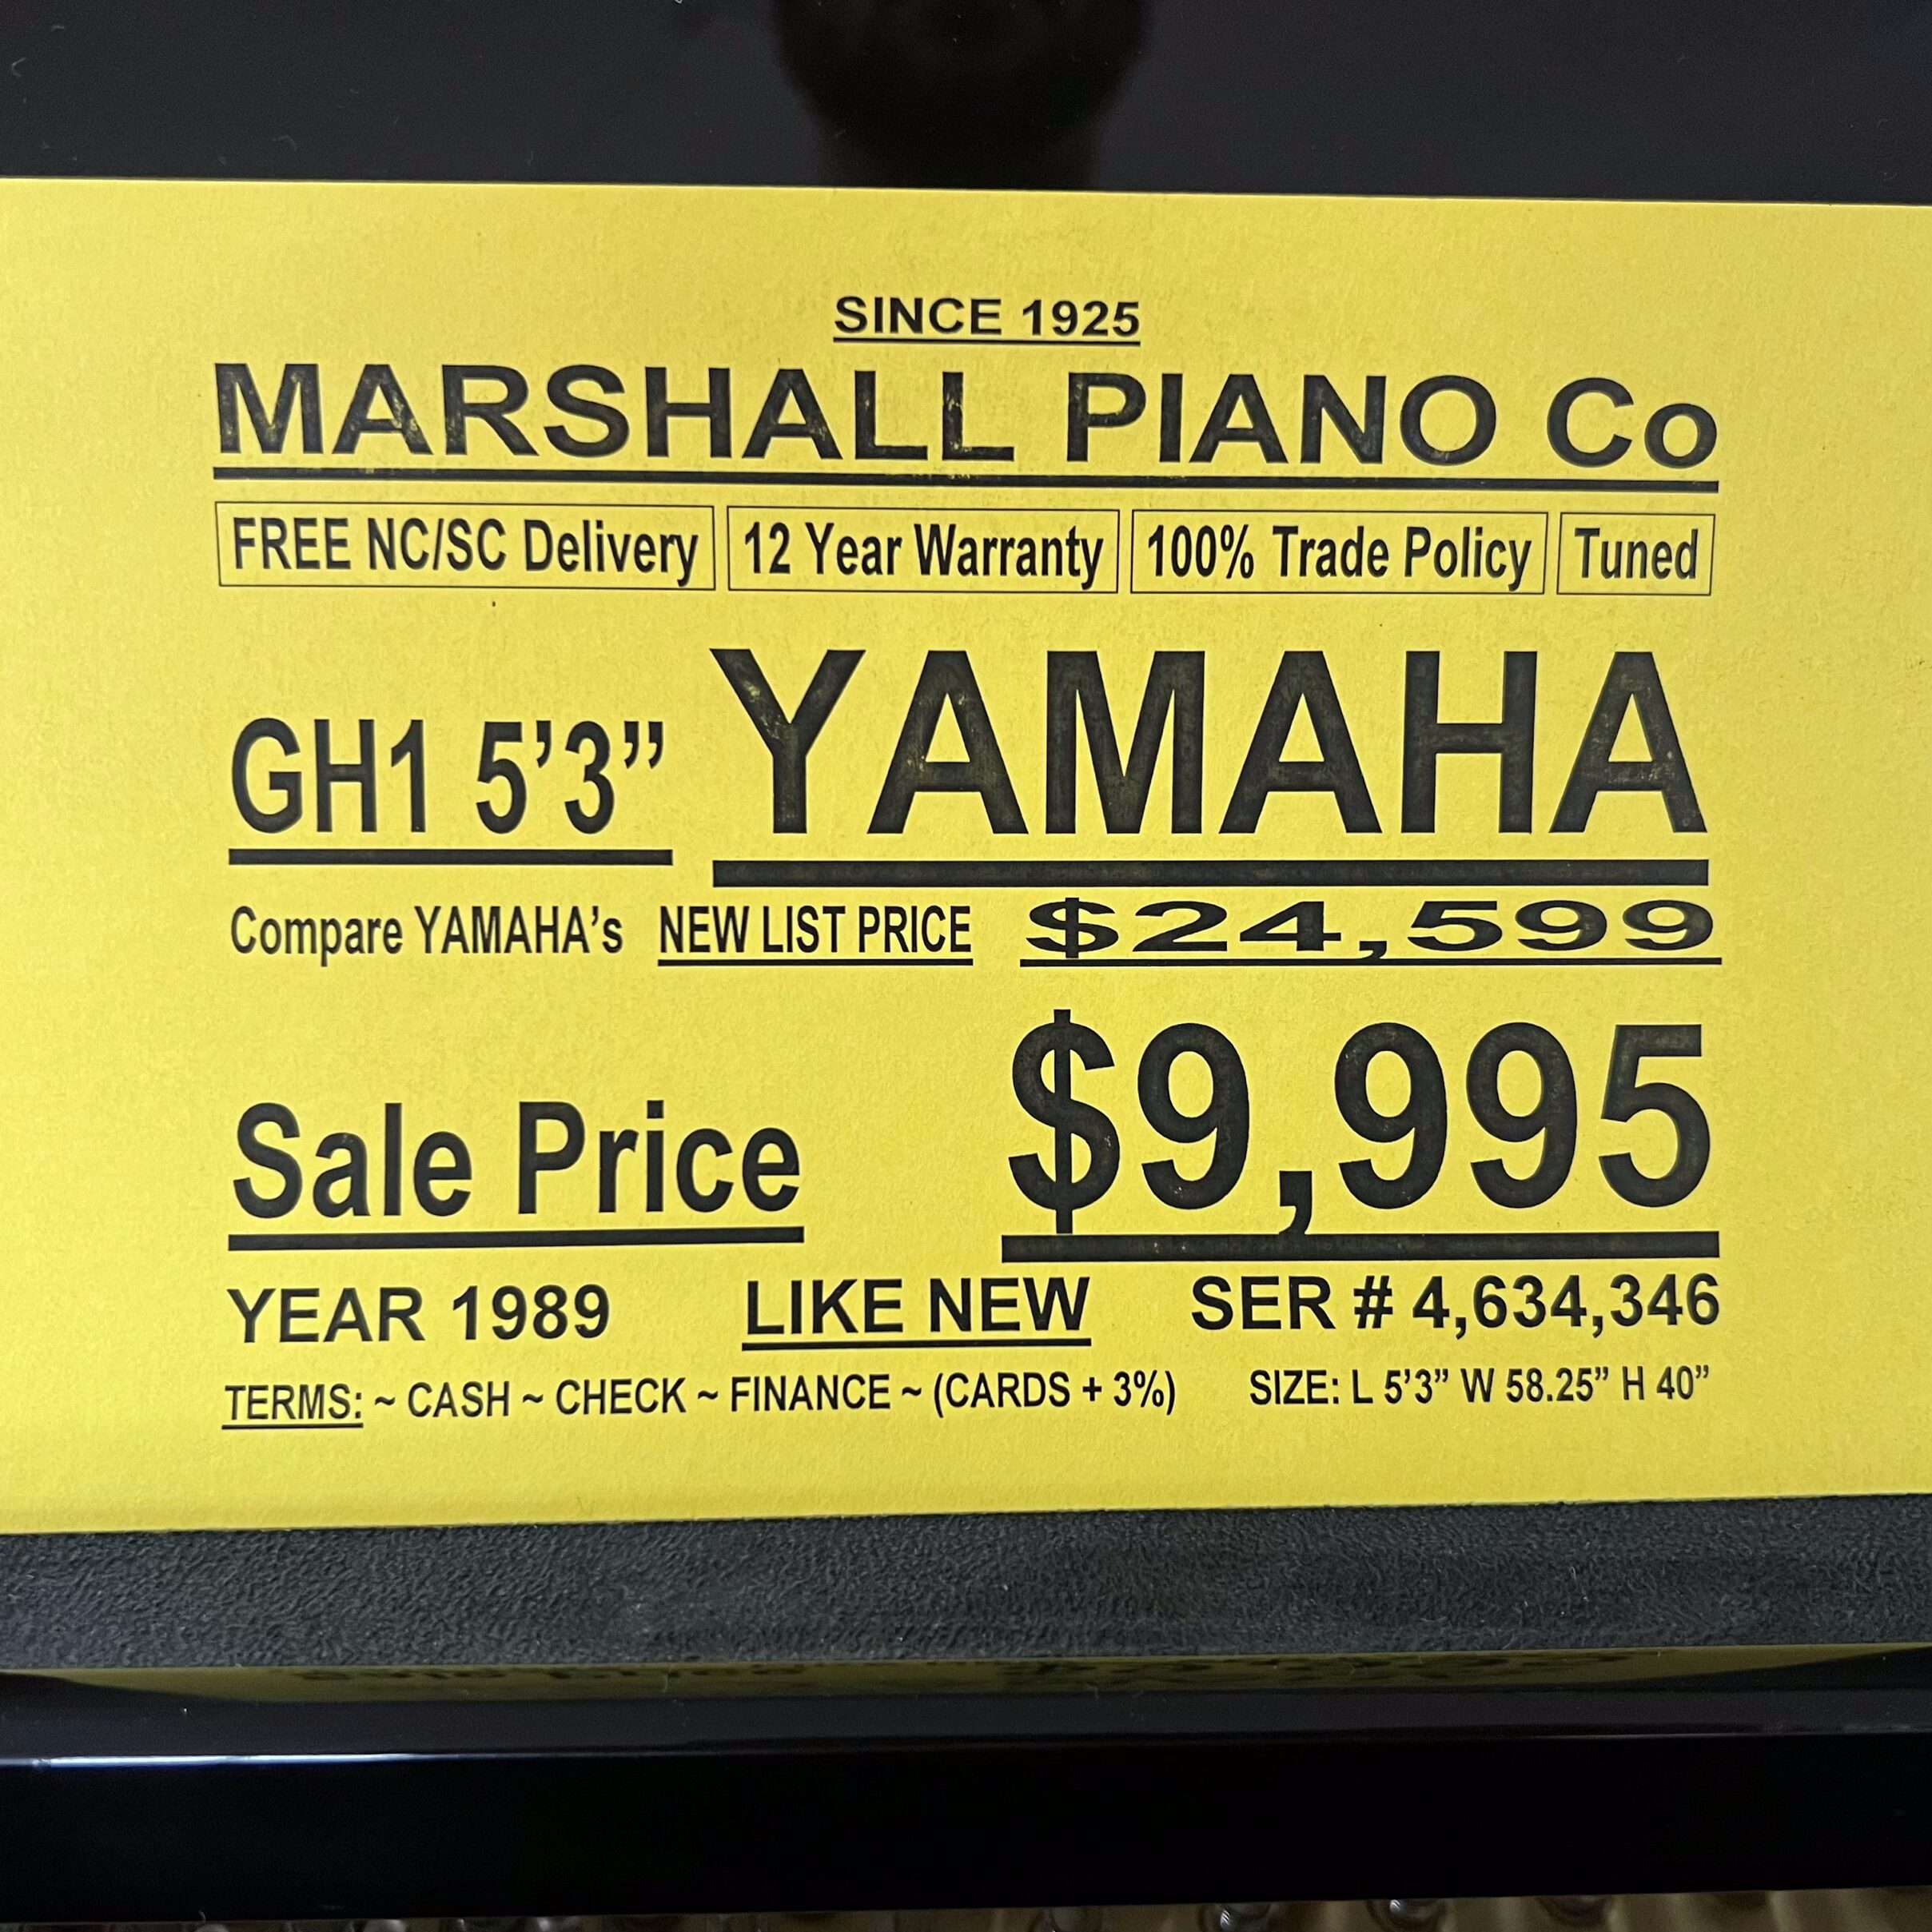 SINCE 1925
MARSHALL PIANO Co
FREE NC/SC Delivery 12 Year Warranty 100% Trade Policy Tuned
GH1 5’3” YAMAHA
Compare YAMAHA’s NEW LIST PRICE $24,599
Sale Price $9,995
YEAR 1989 LIKE NEW SER # 4,634,346
TERMS: ~ CASH ~ CHECK ~ FINANCE ~ (CARDS + 3%) SIZE: L 5’3” W 58.25” H 40”